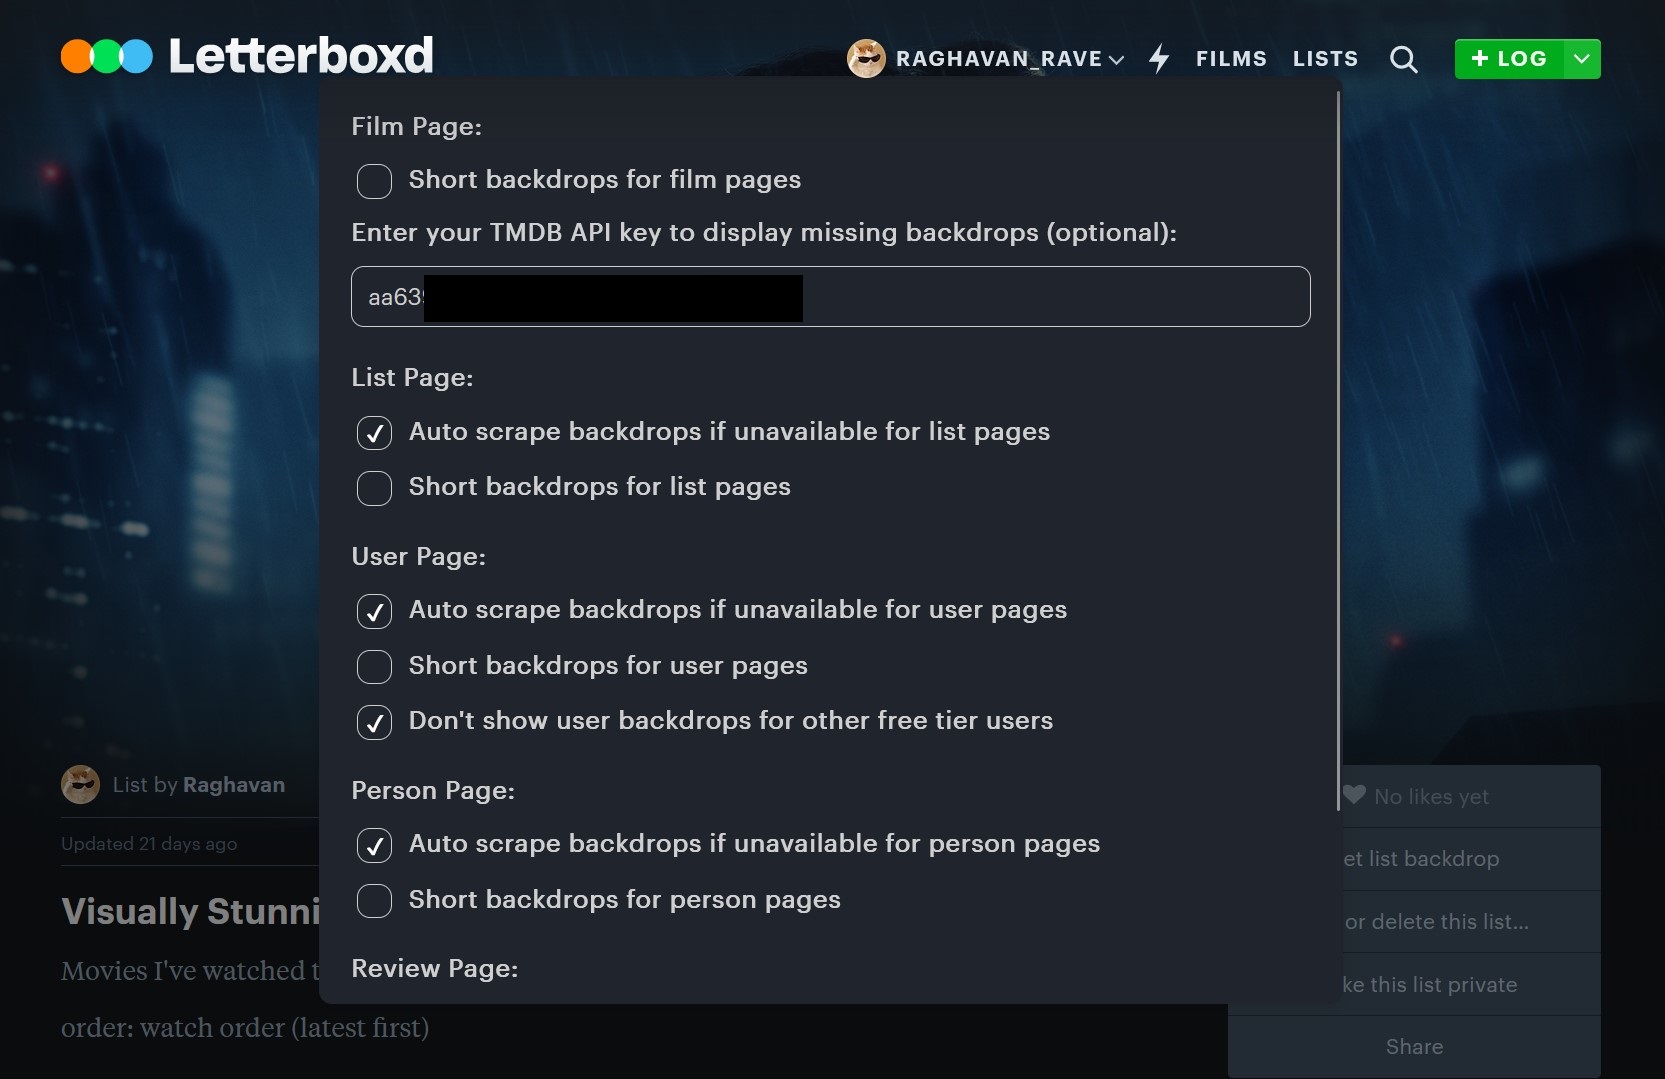 Letterboxd
RAGHAVAN_RAVE
FILMS
LISTS
+ LOG
Film Page:
Short backdrops for film pages
Enter your TMDB API key to display missing backdrops (optional):
aa639
List Page:
Auto scrape backdrops if unavailable for list pages
Short backdrops for list pages
User Page:
Auto scrape backdrops if unavailable for user pages
Short backdrops for user pages
Don't show user backdrops for other free tier users
Person Page:
Auto scrape backdrops if unavailable for person pages
Short backdrops for person pages
Review Page:
List by Raghavan
Updated 21 days ago
Visually Stunni
Movies I've watched t
order: watch order (latest first)
No likes yet
et list backdrop
or delete this list...
ke this list private
Share